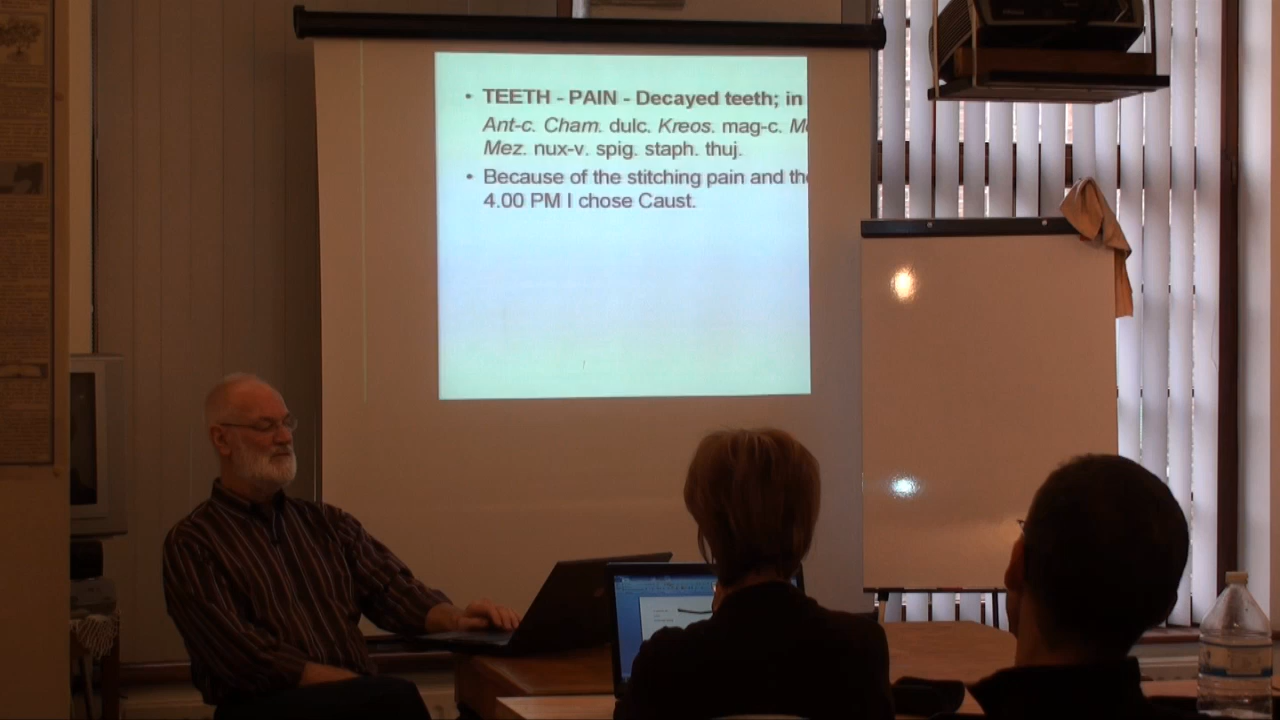 • TEETH - PAIN - Decayed teeth; in
Ant-c. Cham. dulc. Kreos. mag-c.
Mez. nux-v. spig. staph. thuj.
• Because of the stitching pain and
4.00 PM I chose Caust.